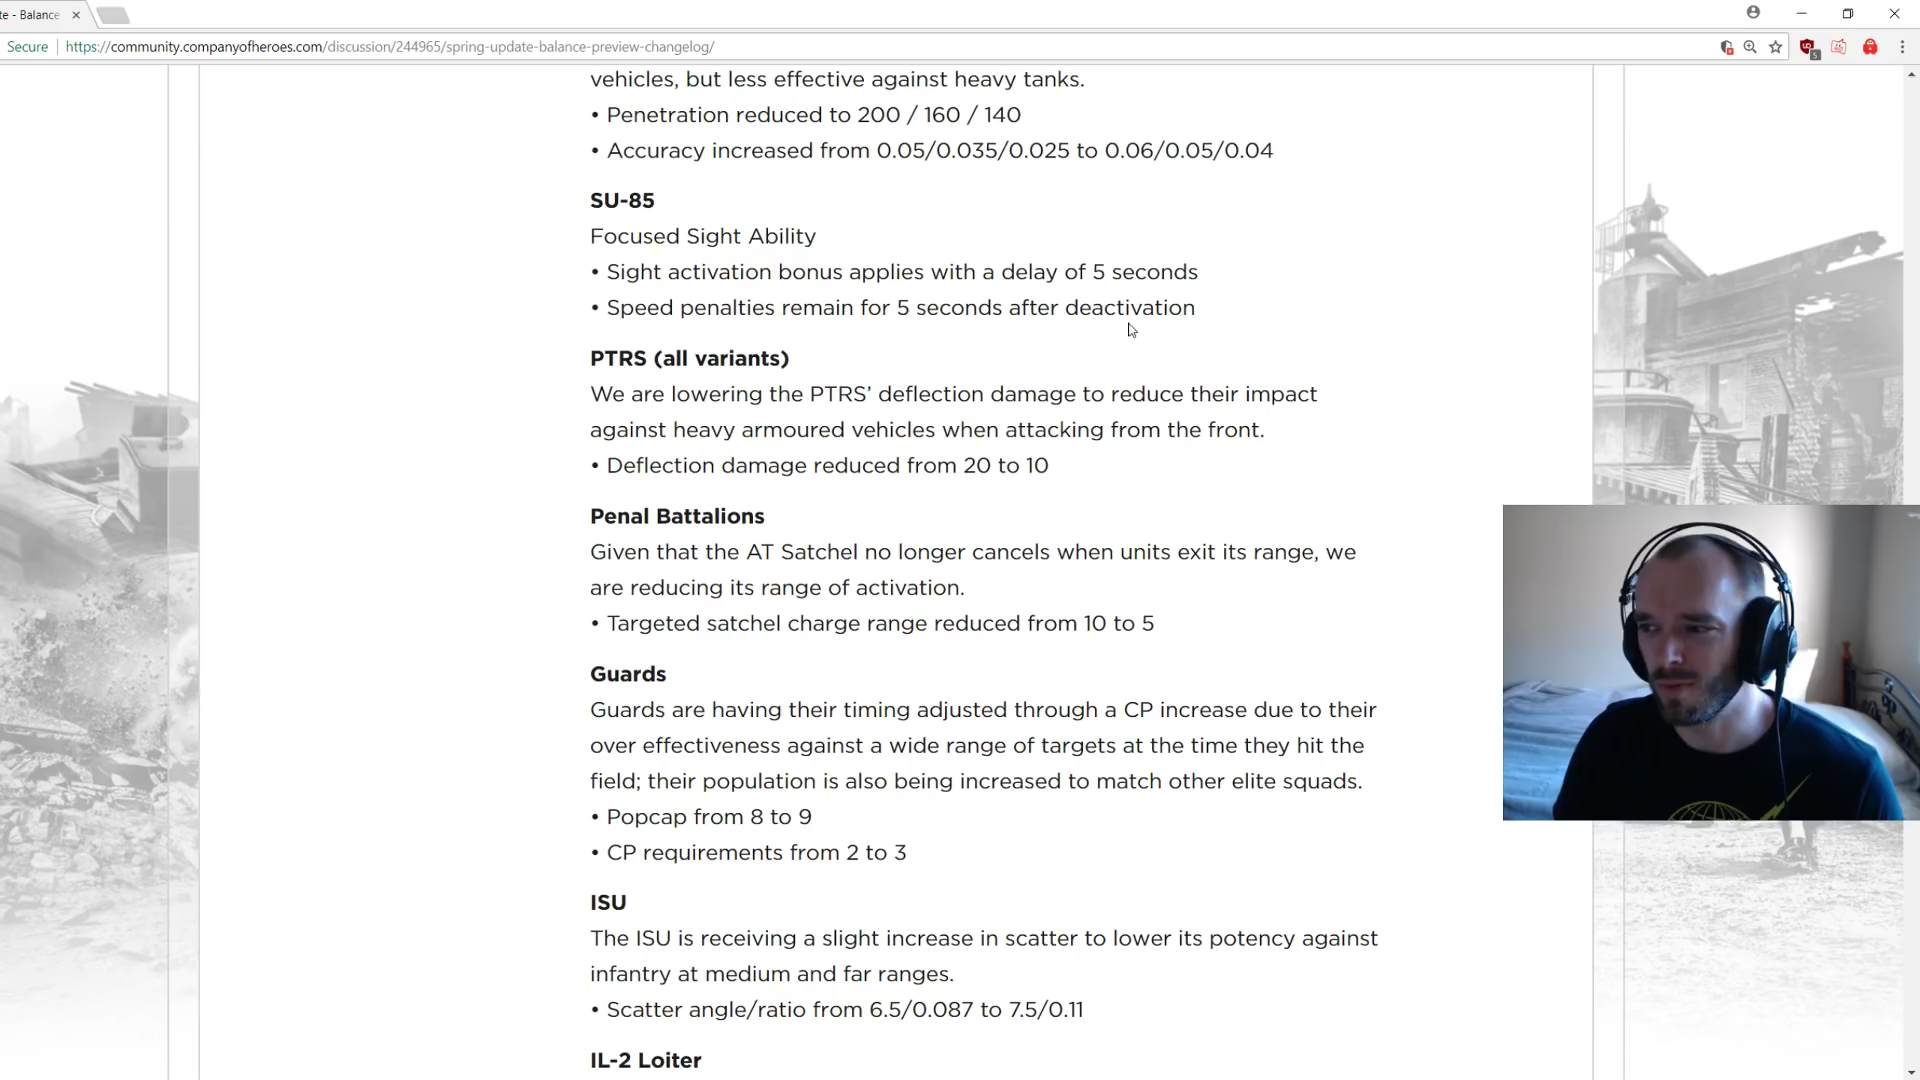 te - Balance
Secure | https://community.companyofheroes.com/discussion/244965/spring-update-balance-preview-changelog/
vehicles, but less effective against heavy tanks.
• Penetration reduced to 200 / 160 / 140
• Accuracy increased from 0.05/0.035/0.025 to 0.06/0.05/0.04
SU-85
Focused Sight Ability
• Sight activation bonus applies with a delay of 5 seconds
• Speed penalties remain for 5 seconds after deactivation
PTRS (all variants)
We are lowering the PTRS’ deflection damage to reduce their impact
against heavy armoured vehicles when attacking from the front.
• Deflection damage reduced from 20 to 10
Penal Battalions
Given that the AT Satchel no longer cancels when units exit its range, we
are reducing its range of activation.
• Targeted satchel charge range reduced from 10 to 5
Guards
Guards are having their timing adjusted through a CP increase due to their
over effectiveness against a wide range of targets at the time they hit the
field; their population is also being increased to match other elite squads.
• Popcap from 8 to 9
• CP requirements from 2 to 3
ISU
The ISU is receiving a slight increase in scatter to lower its potency against
infantry at medium and far ranges.
• Scatter angle/ratio from 6.5/0.087 to 7.5/0.11
IL-2 Loiter